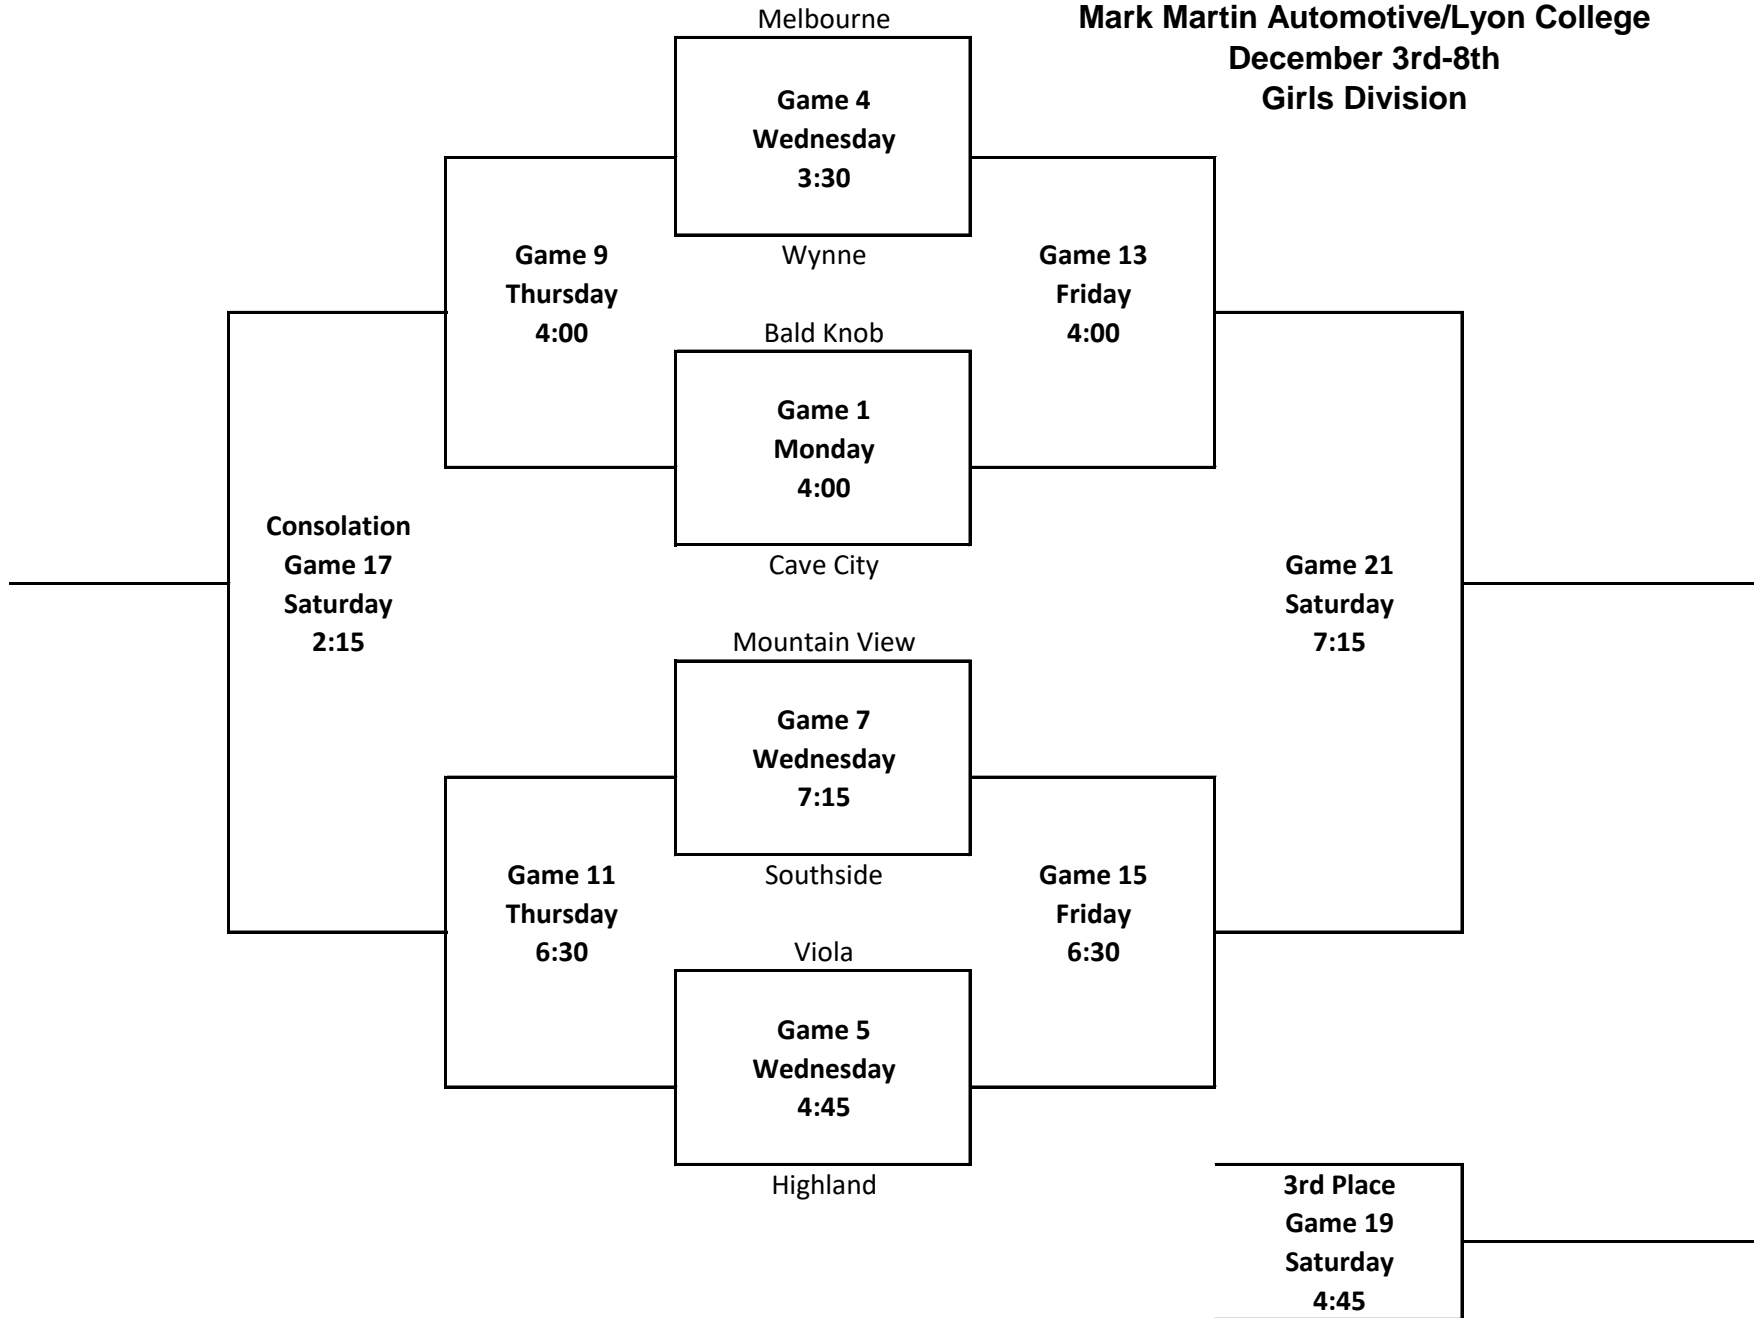 Mark Martin Automotive/Lyon College
December 3rd-8th
Girls Division
Melbourne
Game 4
Wednesday
3:30
Wynne
Game 9
Thursday
4:00
Game 13
Friday
4:00
Bald Knob
Game 1
Monday
4:00
Cave City
Consolation
Game 17
Saturday
2:15
Game 21
Saturday
7:15
Mountain View
Game 7
Wednesday
7:15
Southside
Game 11
Thursday
6:30
Game 15
Friday
6:30
Viola
Game 5
Wednesday
4:45
Highland
3rd Place
Game 19
Saturday
4:45